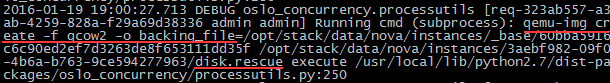 2016-01-19 18:00:27.713 DEBUG oslo_concurrency.processutils [req-323ab557-a3
ab-4259-828a-f29a69d38336 admin admin] Running cmd (subprocess): qemu-img cr
eate -f qcow2 -o backing_file=/opt/stack/data/nova/instances/_base/
c6c90ed2ef7d3263de8f653111dd35f /opt/stack/data/nova/instances/3aebf982-09f0
-4b6a-b763-9ce594277963/disk.rescue execute /usr/local/lib/python2.7/dist-pa
ckages/oslo_concurrency/processutils.py:250